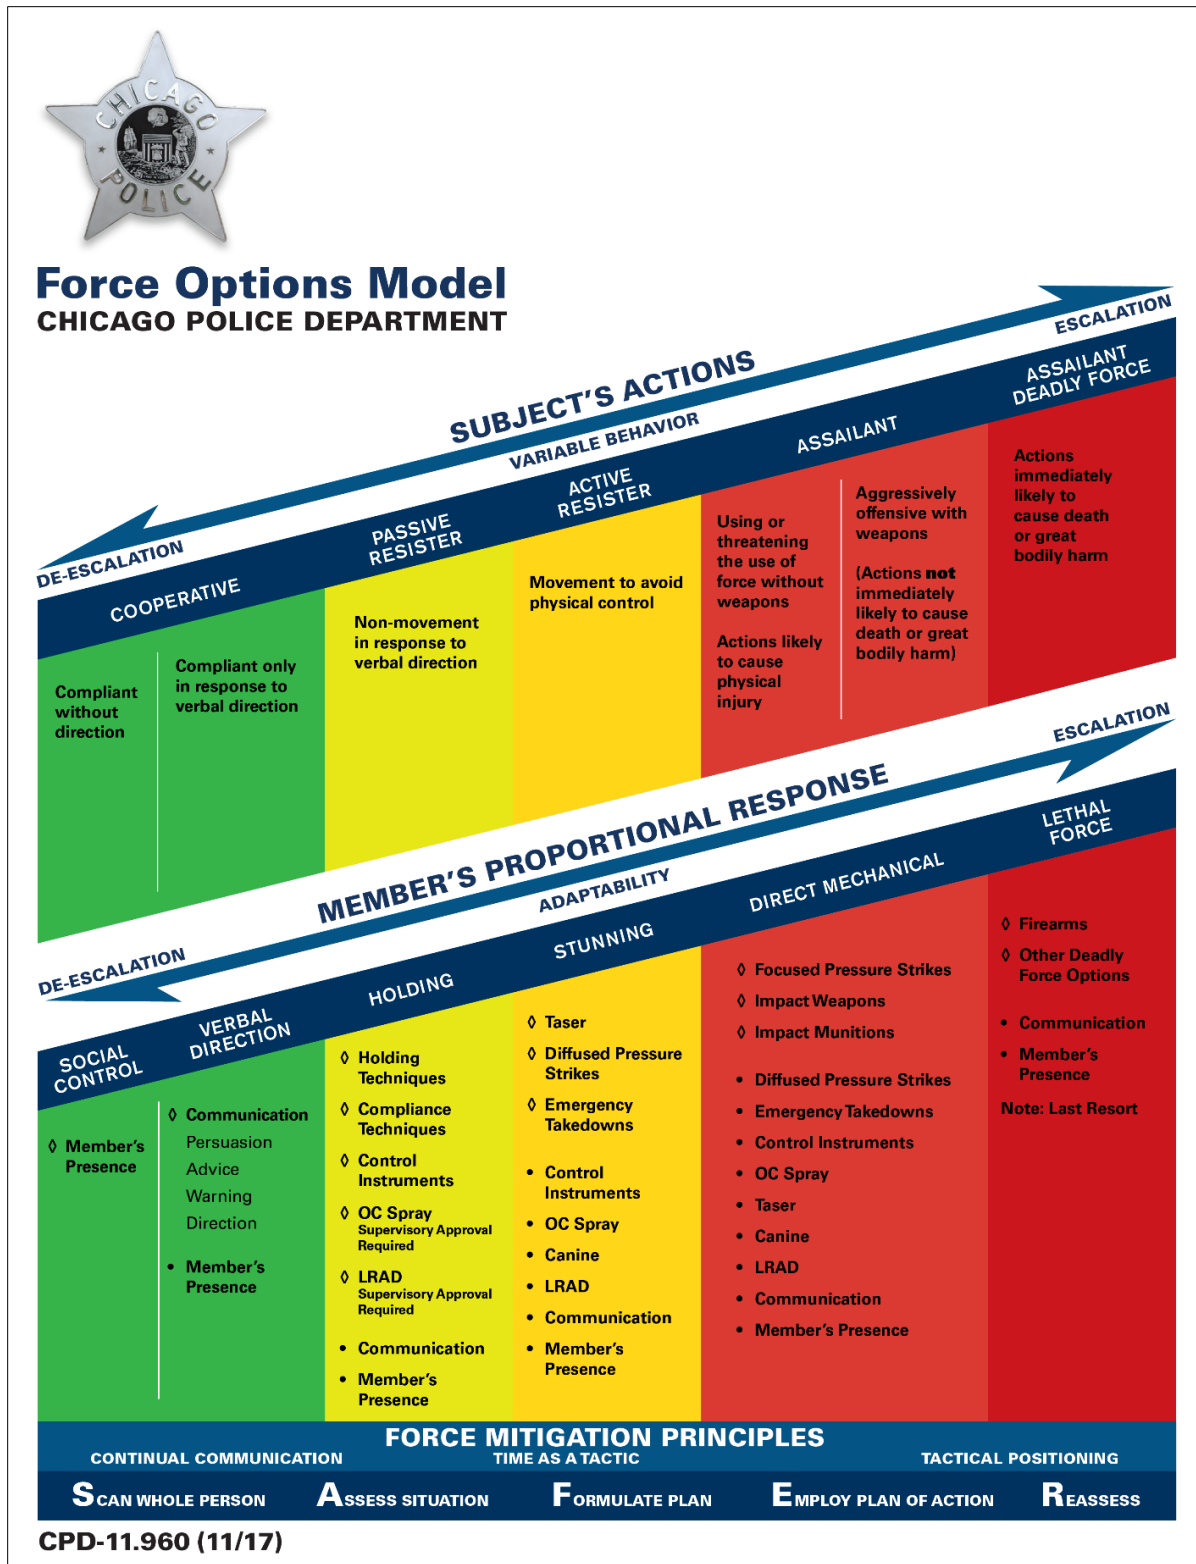 CHICAGO
POLICE
Force Options Model
CHICAGO POLICE DEPARTMENT
SUBJECT'S ACTIONS
ESCALATION
VARIABLE BEHAVIOR
DE-ESCALATION
COOPERATIVE
PASSIVE
RESISTER
ACTIVE
RESISTER
ASSAILANT
ASSAILANT
DEADLY FORCE
Compliant
without
direction
Compliant only
in response to
verbal direction
Non-movement
in response to
verbal direction
Movement to avoid
physical control
Using or
threatening
the use of
force without
weapons
Actions likely
to cause
physical
injury
Aggressively
offensive with
weapons
(Actions not
immediately
likely to cause
death or great
bodily harm)
Actions
immediately
likely to
cause death
or great
bodily harm
MEMBER'S PROPORTIONAL RESPONSE
ESCALATION
ADAPTABILITY
DE-ESCALATION
SOCIAL
CONTROL
VERBAL
DIRECTION
HOLDING
STUNNING
DIRECT MECHANICAL
LETHAL
FORCE
◊ Member's
Presence
◊ Communication
Persuasion
Advice
Warning
Direction
• Member's
Presence
◊ Holding
Techniques
◊ Compliance
Techniques
◊ Control
Instruments
◊ OC Spray
Supervisory Approval
Required
◊ LRAD
Supervisory Approval
Required
• Communication
• Member's
Presence
◊ Taser
◊ Diffused Pressure
Strikes
◊ Emergency
Takedowns
• Control
Instruments
• OC Spray
• Canine
• LRAD
• Communication
• Member's
Presence
◊ Focused Pressure Strikes
◊ Impact Weapons
◊ Impact Munitions
• Diffused Pressure Strikes
• Emergency Takedowns
• Control Instruments
• OC Spray
• Taser
• Canine
• LRAD
• Communication
• Member's Presence
◊ Firearms
◊ Other Deadly
Force Options
• Communication
• Member's
Presence
Note: Last Resort
FORCE MITIGATION PRINCIPLES
CONTINUAL COMMUNICATION TIME AS A TACTIC TACTICAL POSITIONING
SCAN WHOLE PERSON ASSESS SITUATION FORMULATE PLAN EMPLOY PLAN OF ACTION REASSESS
CPD-11.960 (11/17)